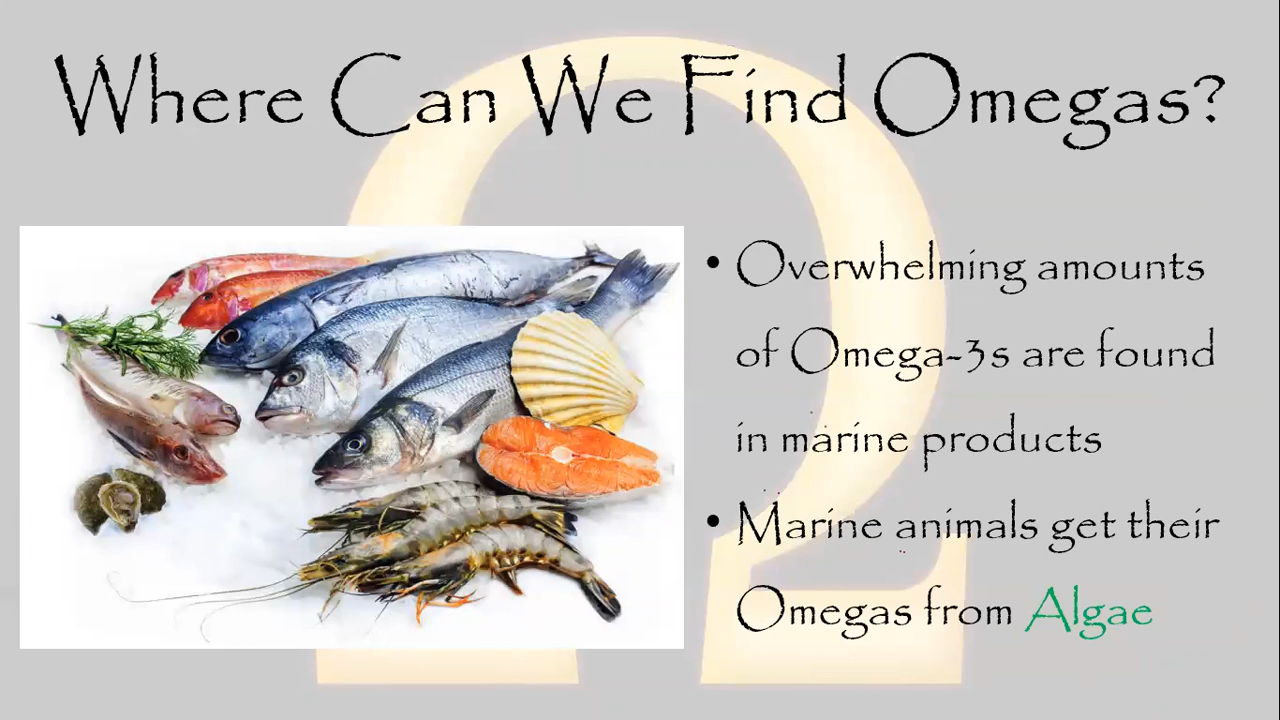 Where Can We Find Omegas?
• Overwhelming amounts
of Omega-3s are found
in marine products
• Marine animals get their
Omegas from Algae